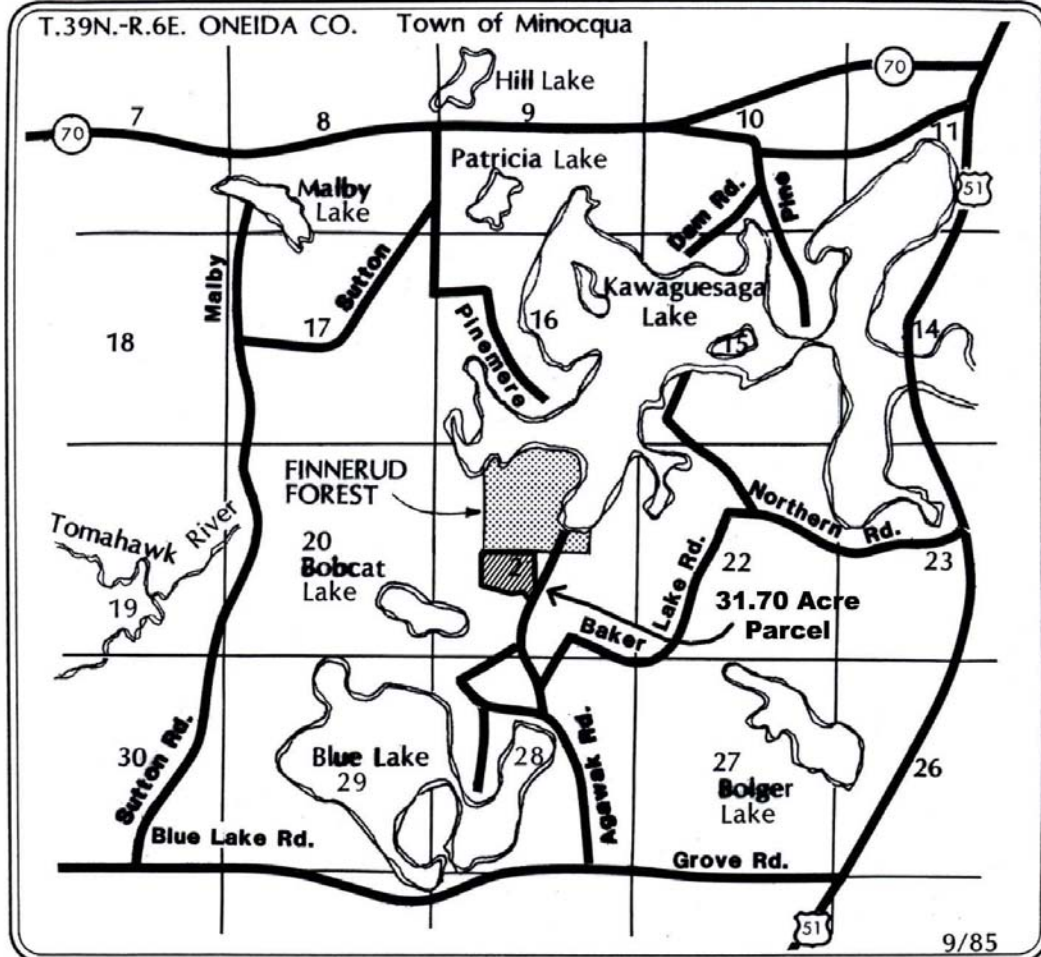 T.39N.-R.6E. ONEIDA CO. Town of Minocqua
70
Hill Lake
7
8
9
10
11
70
Patricia Lake
Malby
Lake
51
Dam Rd.
Pine
Malby
Sutton
Kawaguesaga
Lake
18
17
Pinemere
16
15
14
FINNERUD
FOREST
Northern Rd.
Tomahawk River
20
Bobcat
Lake
2
22
23
19
Baker Lake Rd.
31.70 Acre
Parcel
30
Sutton Rd.
Blue Lake
29
28
Agawak Rd.
27
Bolger
Lake
26
Blue Lake Rd.
Grove Rd.
51
9/85